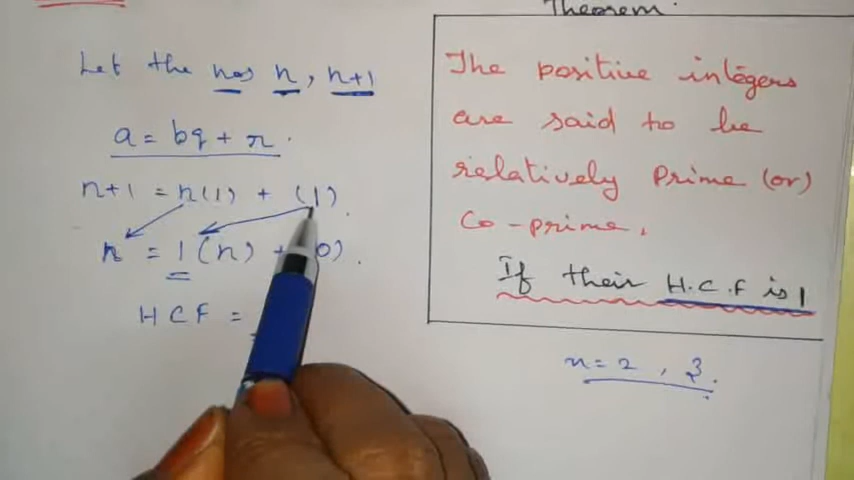 Theorem.
Let the nos n, n+1
a = bq + r.
n+1 = n(1) + (1).
n = 1(n) + 0).
HCF =
The positive integers
are said to be
relatively Prime (or)
Co-prime.
If their H.C.F is 1
n = 2, 3.